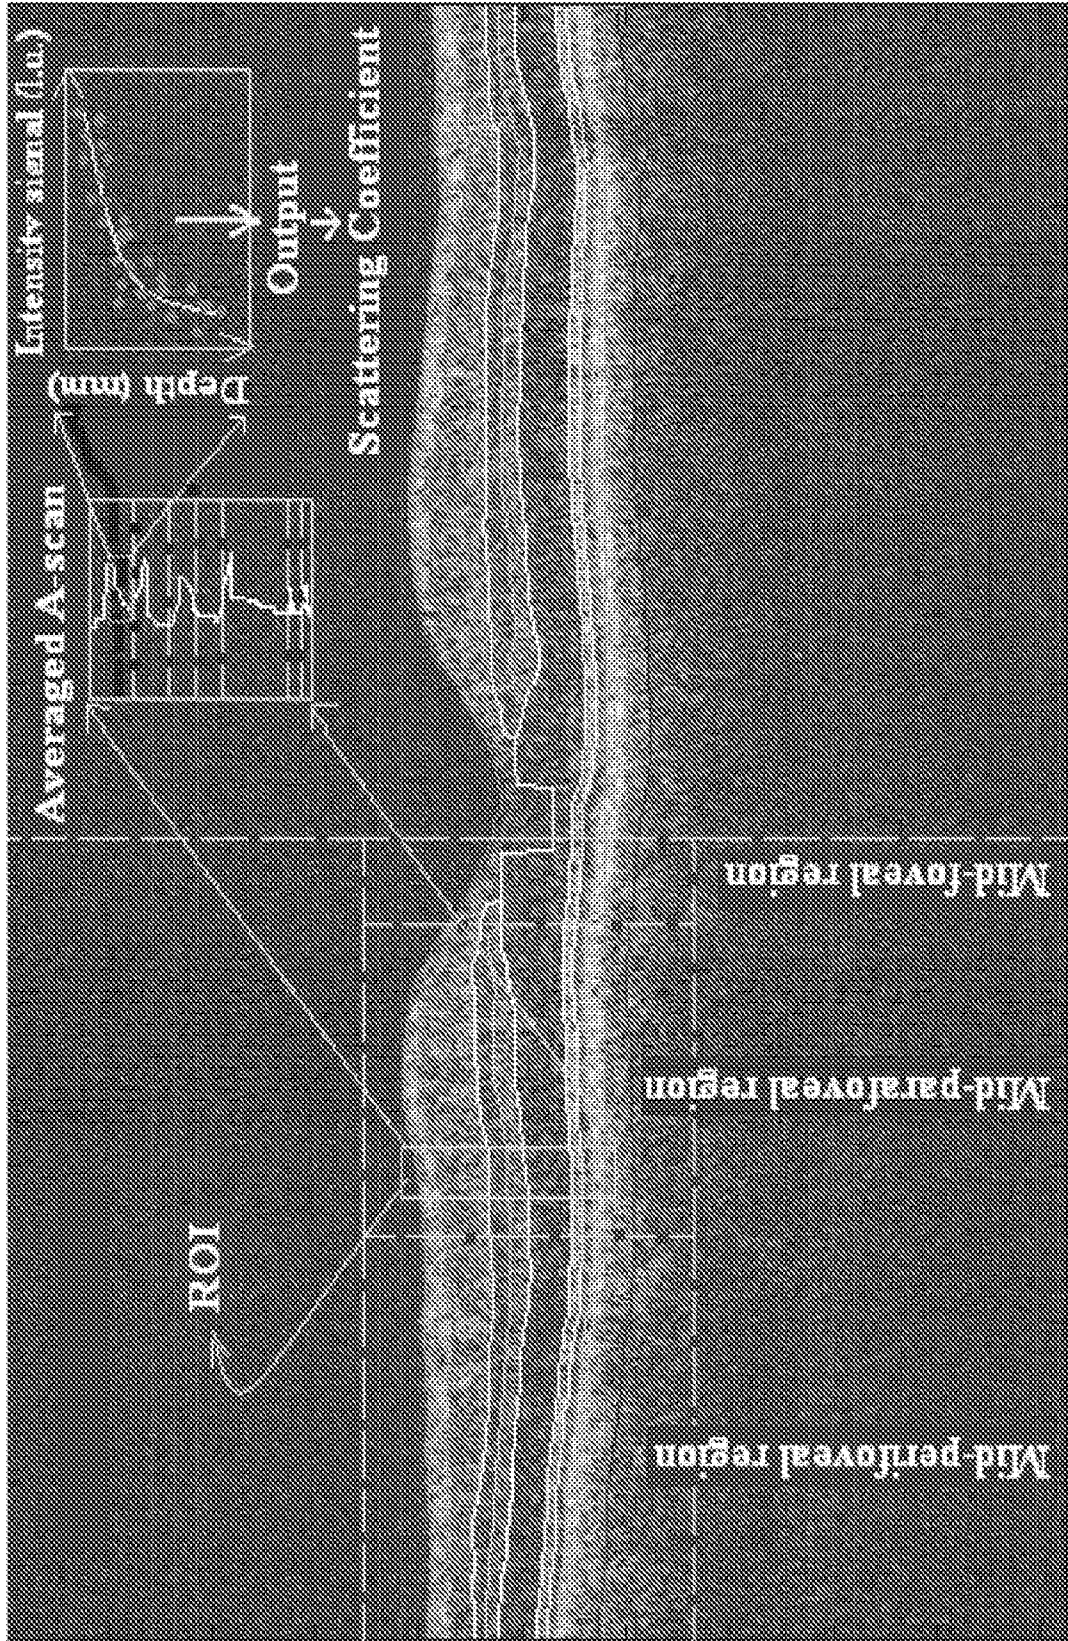 Averaged A-scan
Intensity signal (I.u.)
Depth (mm)
Output
Scattering Coefficient
ROI
Mid-perifoveal region
Mid-parafoveal region
Mid-foveal region